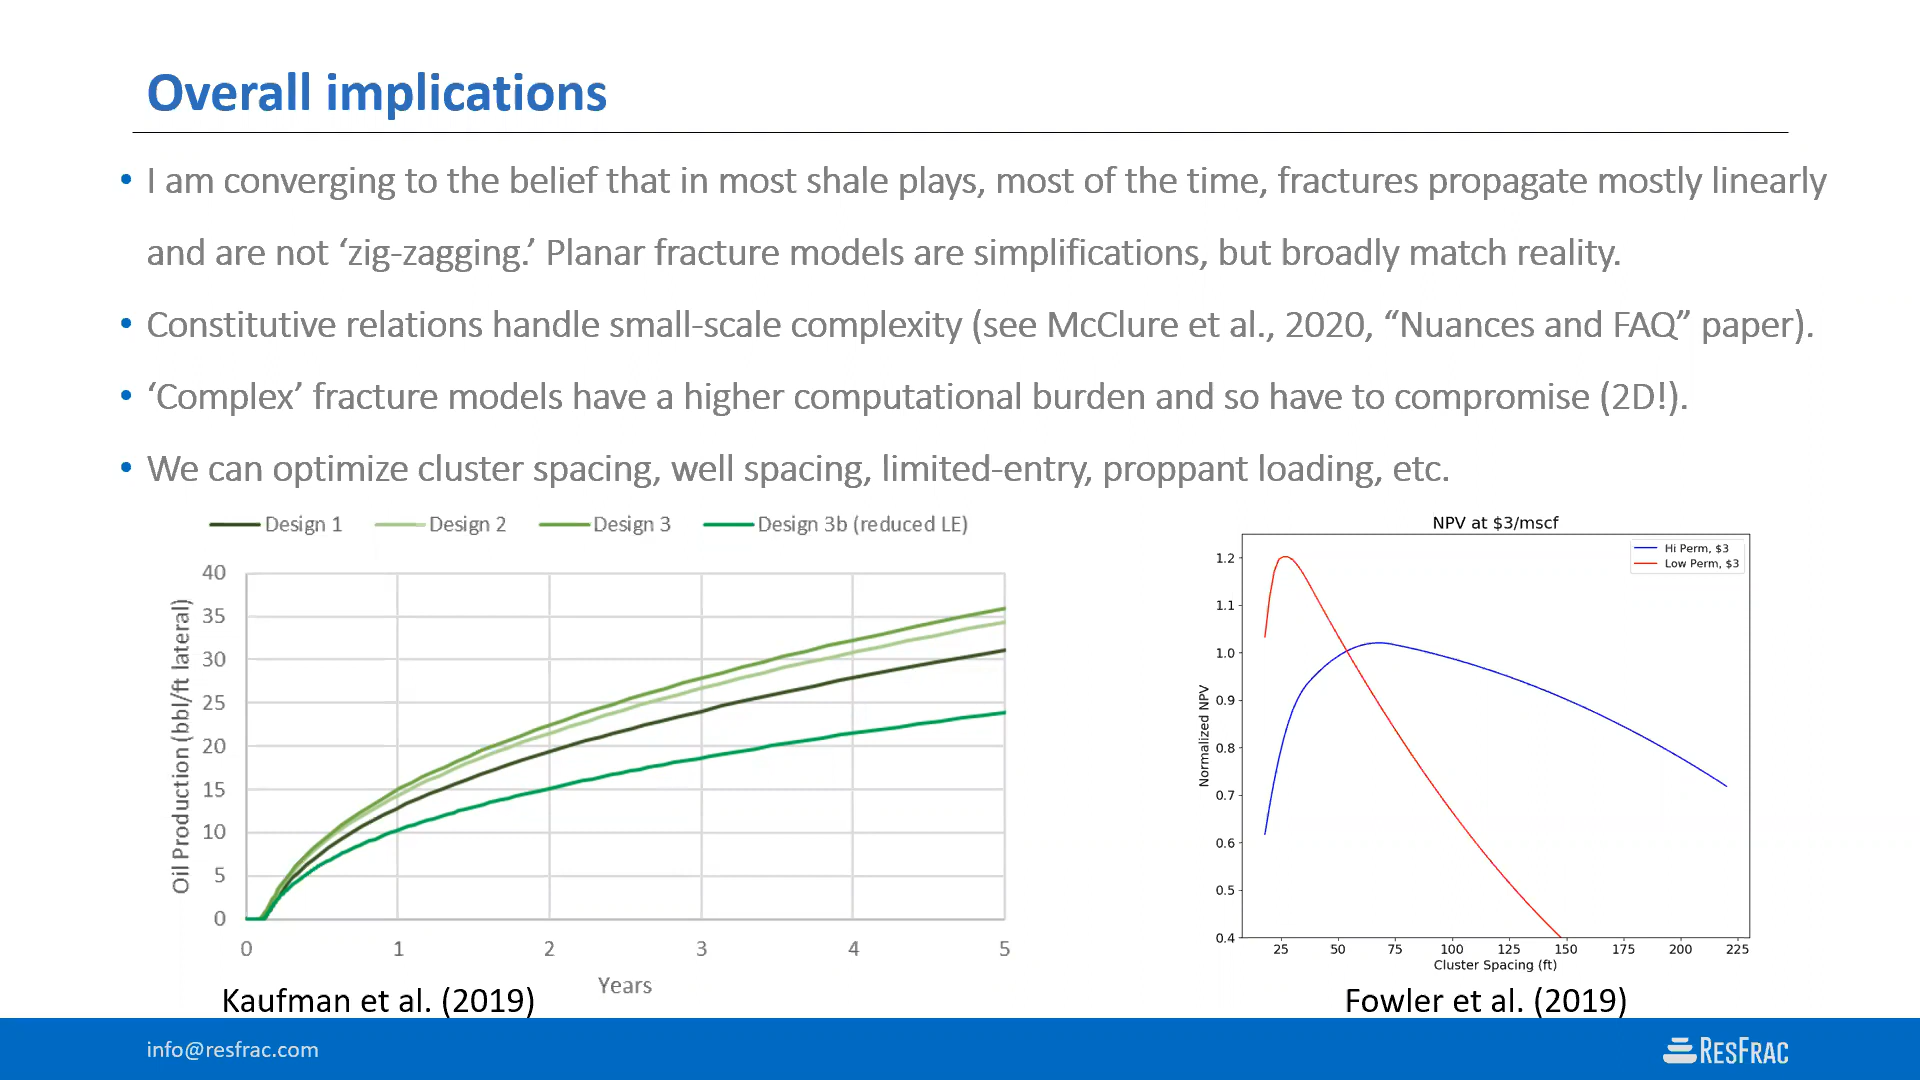 Overall implications
• I am converging to the belief that in most shale plays, most of the time, fractures propagate mostly linearly
and are not ‘zig-zagging.’ Planar fracture models are simplifications, but broadly match reality.
• Constitutive relations handle small-scale complexity (see McClure et al., 2020, “Nuances and FAQ” paper).
• ‘Complex’ fracture models have a higher computational burden and so have to compromise (2D!).
• We can optimize cluster spacing, well spacing, limited-entry, proppant loading, etc.
Design 1 Design 2 Design 3 Design 3b (reduced LE)
Oil Production (bbl/ft lateral)
40
35
30
25
20
15
10
5
0
0 1 2 3 4 5
Years
Kaufman et al. (2019)
NPV at $3/mscf
Hi Perm, $3
Low Perm, $3
Normalized NPV
1.2
1.1
1.0
0.9
0.8
0.7
0.6
0.5
0.4
25 50 75 100 125 150 175 200 225
Cluster Spacing (ft)
Fowler et al. (2019)
info@resfrac.com
RESFRAC